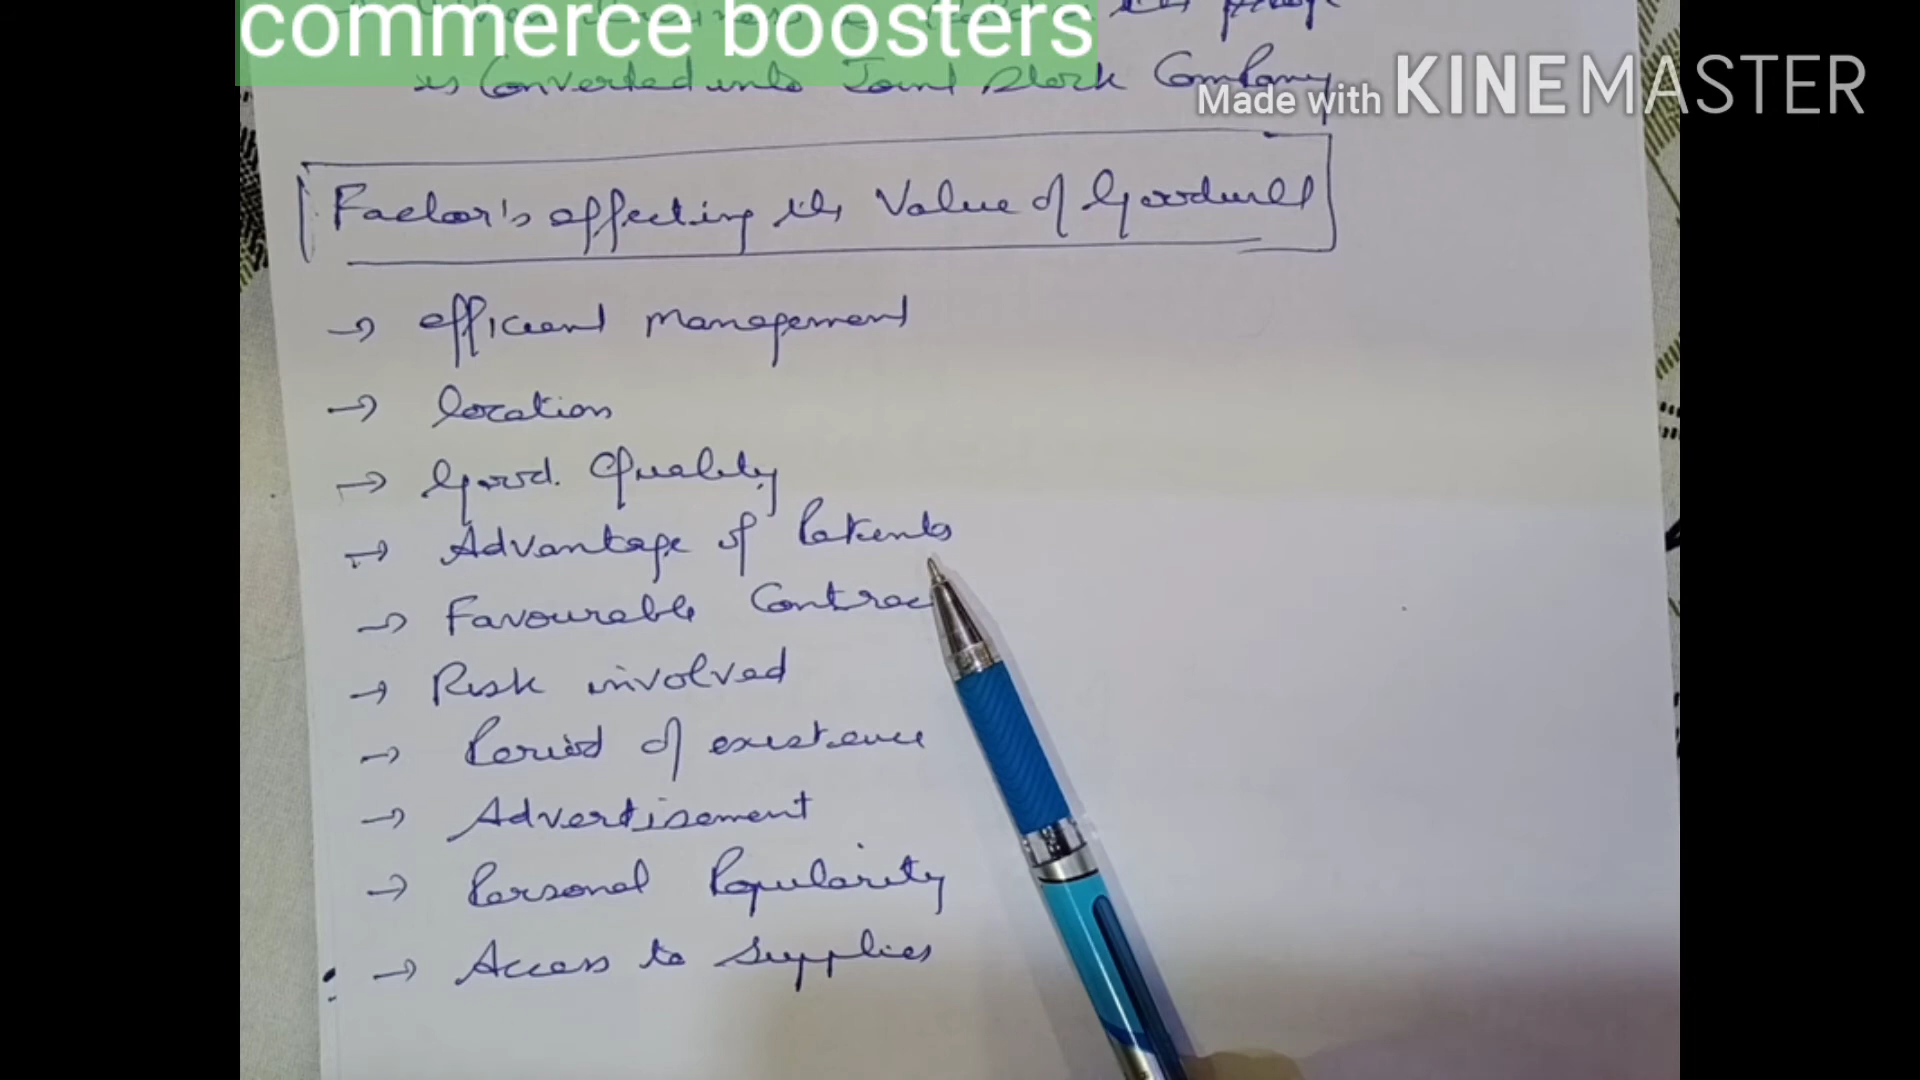 commerce boosters
Made with KINEMASTER
is Converted into Joint Stock Company
Factor's affecting the Value of Goodwill
→ efficient management
→ location
→ Good. Quality
→ Advantage of Patents
→ Favourable Contrac
→ Risk involved
→ Period of existence
→ Advertisement
→ Personal Popularity
→ Access to Supplies